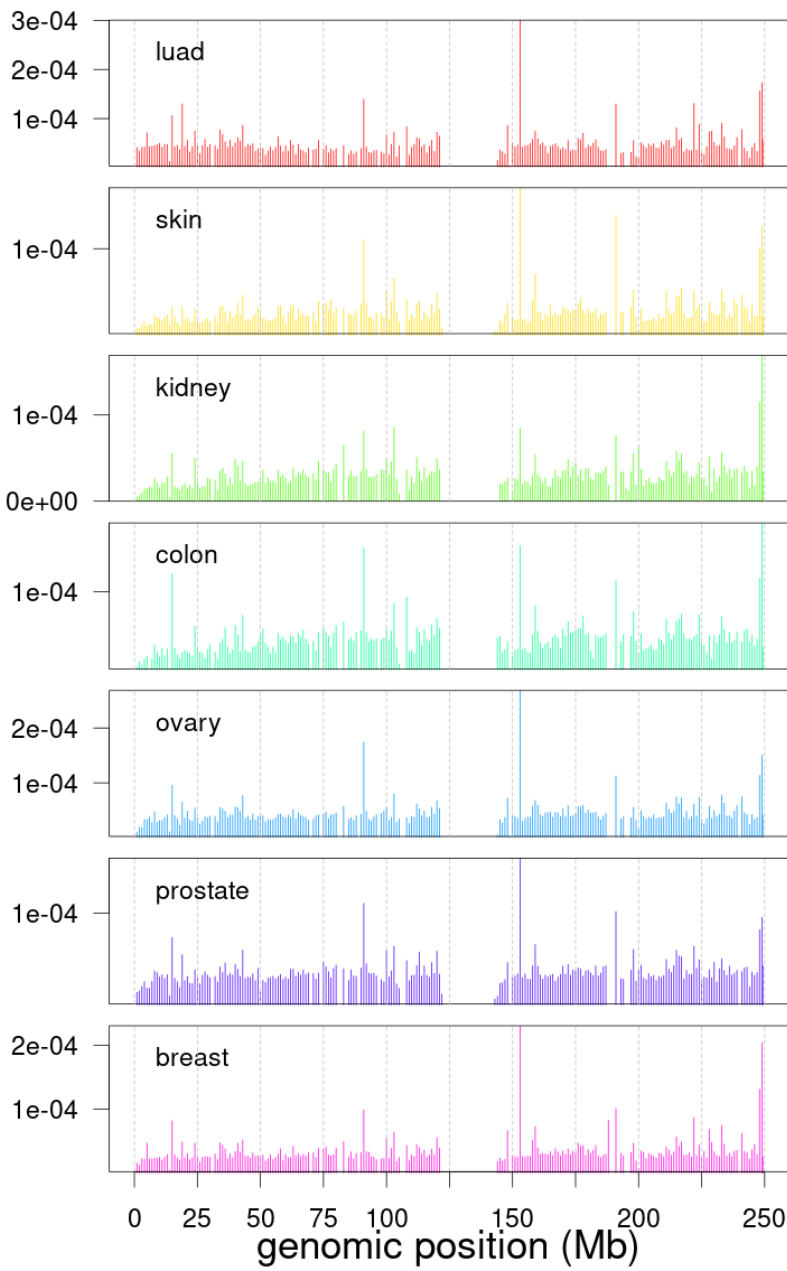 3e-04
luad
2e-04
1e-04
skin
1e-04
kidney
1e-04
0e+00
colon
1e-04
ovary
2e-04
1e-04
prostate
1e-04
breast
2e-04
1e-04
0 25 50 75 100 150 200 250
genomic position (Mb)